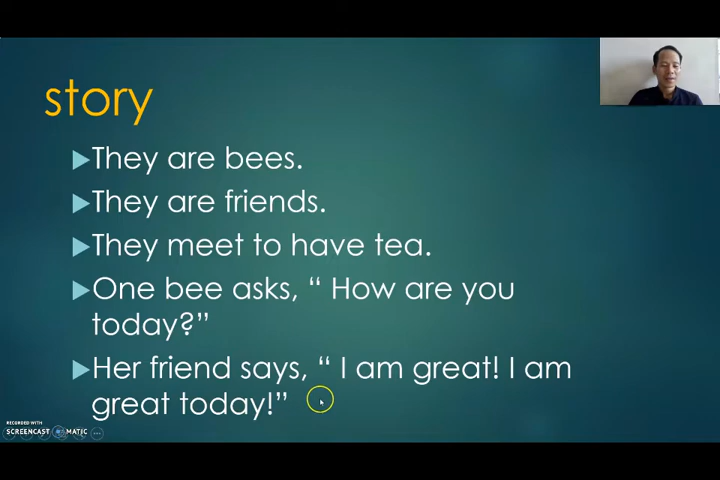 story
They are bees.
They are friends.
They meet to have tea.
One bee asks, “ How are you
today?”
Her friend says, “ I am great! I am
great today!”
RECORDED WITH
SCREENCAST MATIC